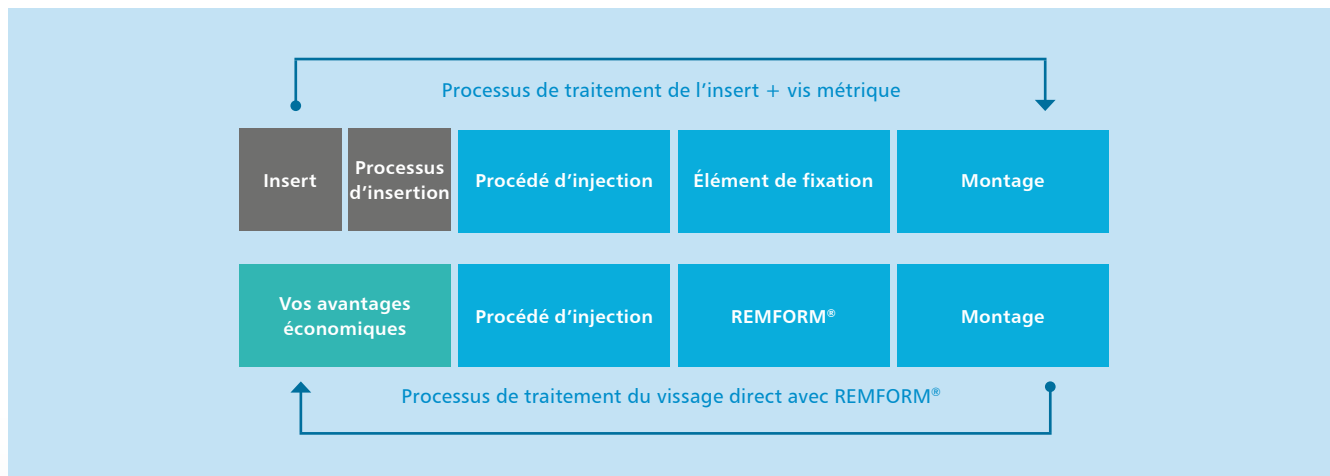 Processus de traitement de l’insert + vis métrique
Insert
Processus
d’insertion
Procédé d’injection
Élément de fixation
Montage
Vos avantages
économiques
Procédé d’injection
REMFORM®
Montage
Processus de traitement du vissage direct avec REMFORM®